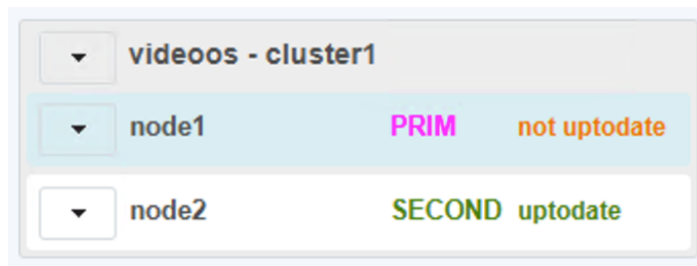 videoos - cluster1
node1 PRIM not uptodate
node2 SECOND uptodate